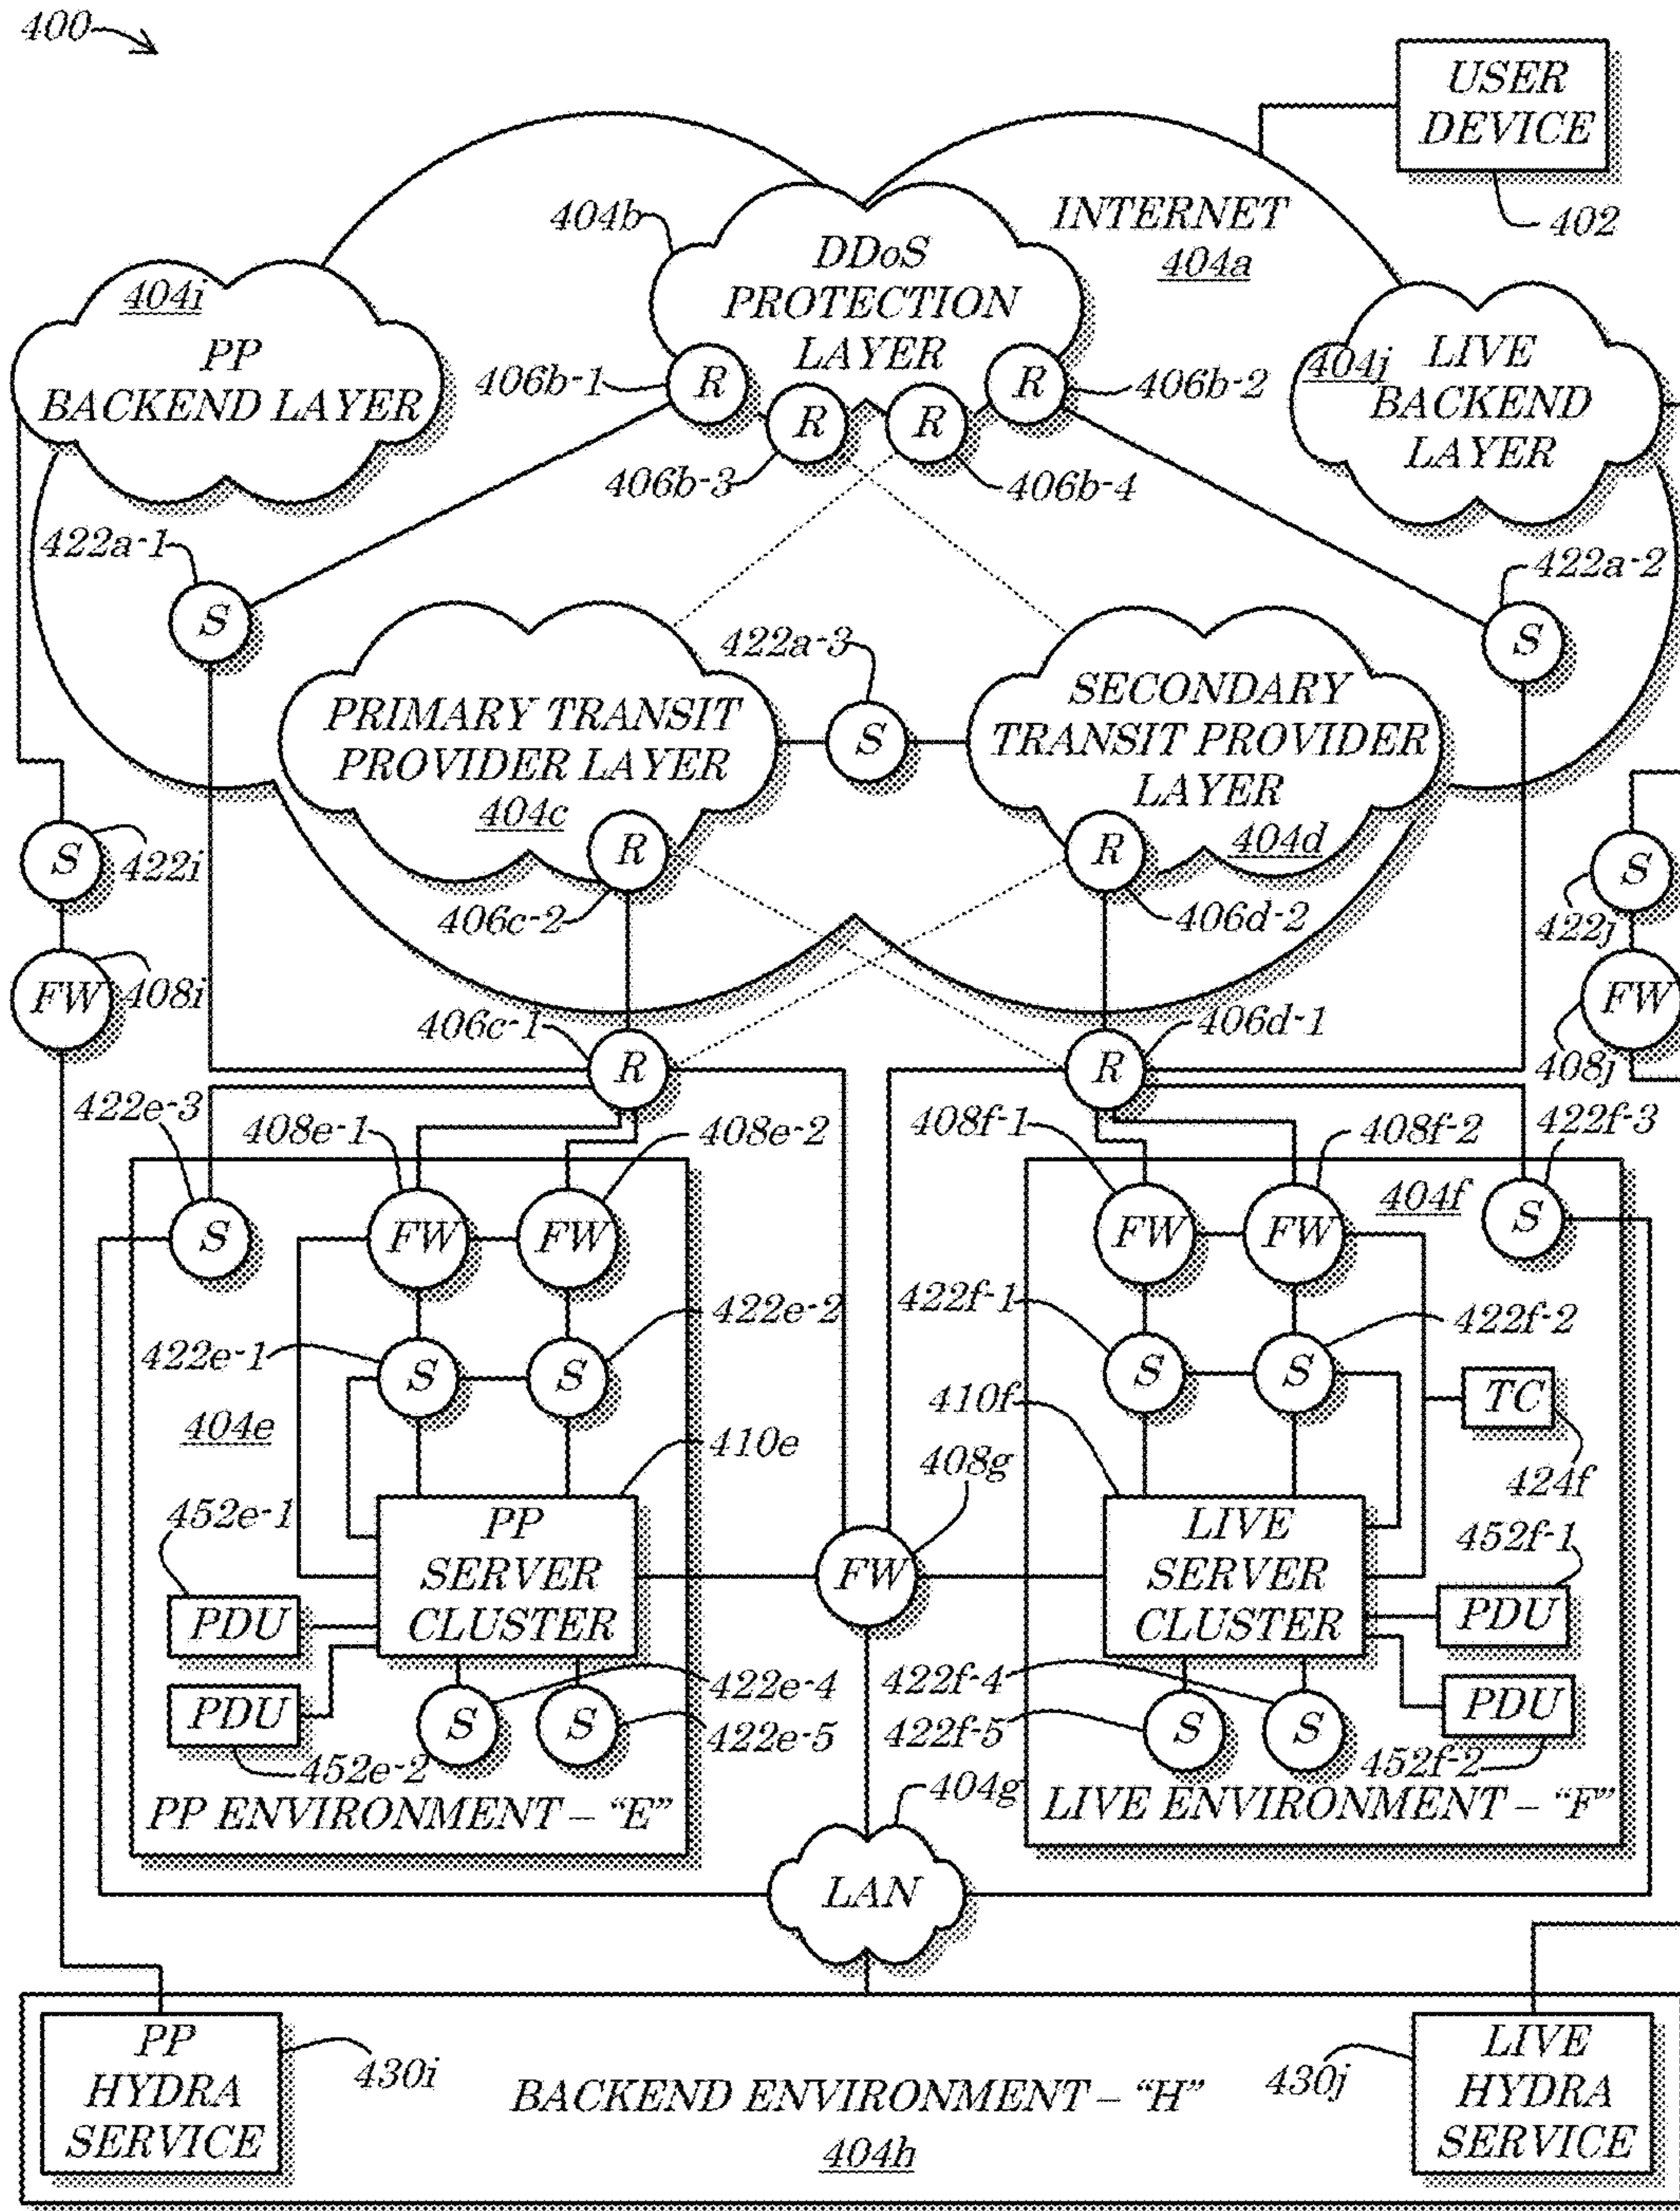 400
USER
DEVICE
402
INTERNET
404a
404b
DDoS
PROTECTION
LAYER
404i
PP
BACKEND LAYER
404j
LIVE
BACKEND
LAYER
406b-1
R
R
R
R
406b-2
406b-3
406b-4
422a-1
S
422a-2
S
422a-3
S
PRIMARY TRANSIT
PROVIDER LAYER
404c
SECONDARY
TRANSIT PROVIDER
LAYER
404d
R
406c-2
R
406d-2
S
422i
FW
408i
S
422j
FW
408j
406c-1
R
406d-1
R
422e-3
408e-1
408e-2
408f-1
408f-2
422f-3
S
FW
FW
FW
FW
404f
S
422e-1
S
S
422e-2
422f-1
S
S
422f-2
404e
410e
410f
408g
TC
424f
452e-1
PDU
PP
SERVER
CLUSTER
FW
LIVE
SERVER
CLUSTER
452f-1
PDU
PDU
452e-2
S
S
422e-4
422e-5
422f-4
422f-5
S
S
PDU
452f-2
PP ENVIRONMENT – “E”
404g
LIVE ENVIRONMENT – “F”
LAN
PP
HYDRA
SERVICE
430i
BACKEND ENVIRONMENT – “H”
404h
430j
LIVE
HYDRA
SERVICE